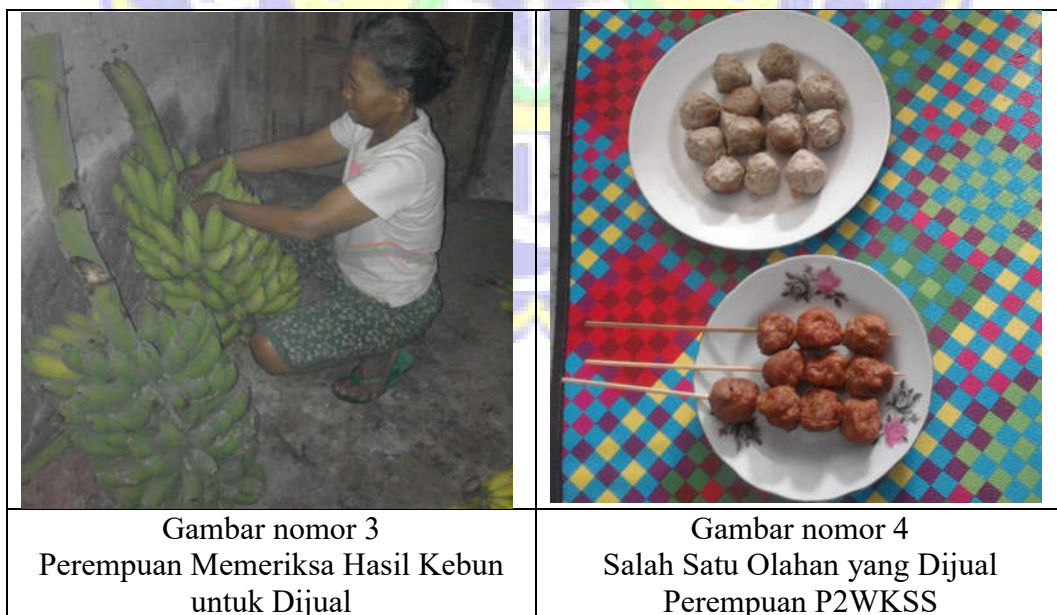 Gambar nomor 3
Perempuan Memeriksa Hasil Kebun
untuk Dijual
Gambar nomor 4
Salah Satu Olahan yang Dijual
Perempuan P2WKSS